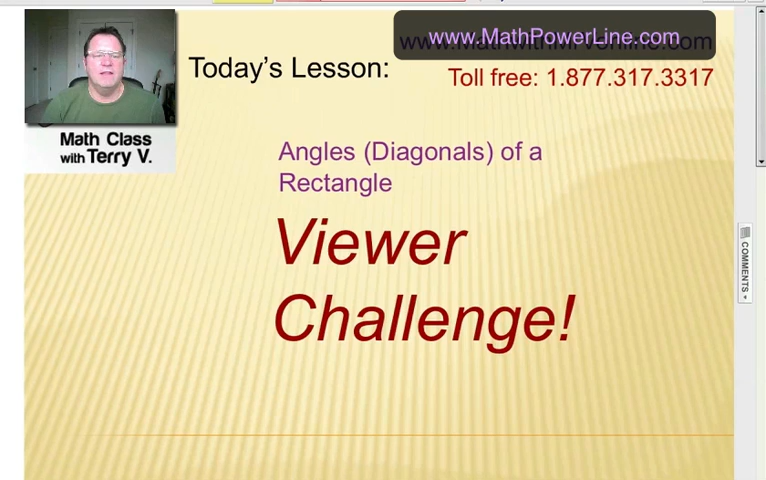 www.MathPowerLine.com
Today's Lesson:
Toll free: 1.877.317.3317
Math Class
with Terry V.
Angles (Diagonals) of a
Rectangle
Viewer
Challenge!
COMMENTS